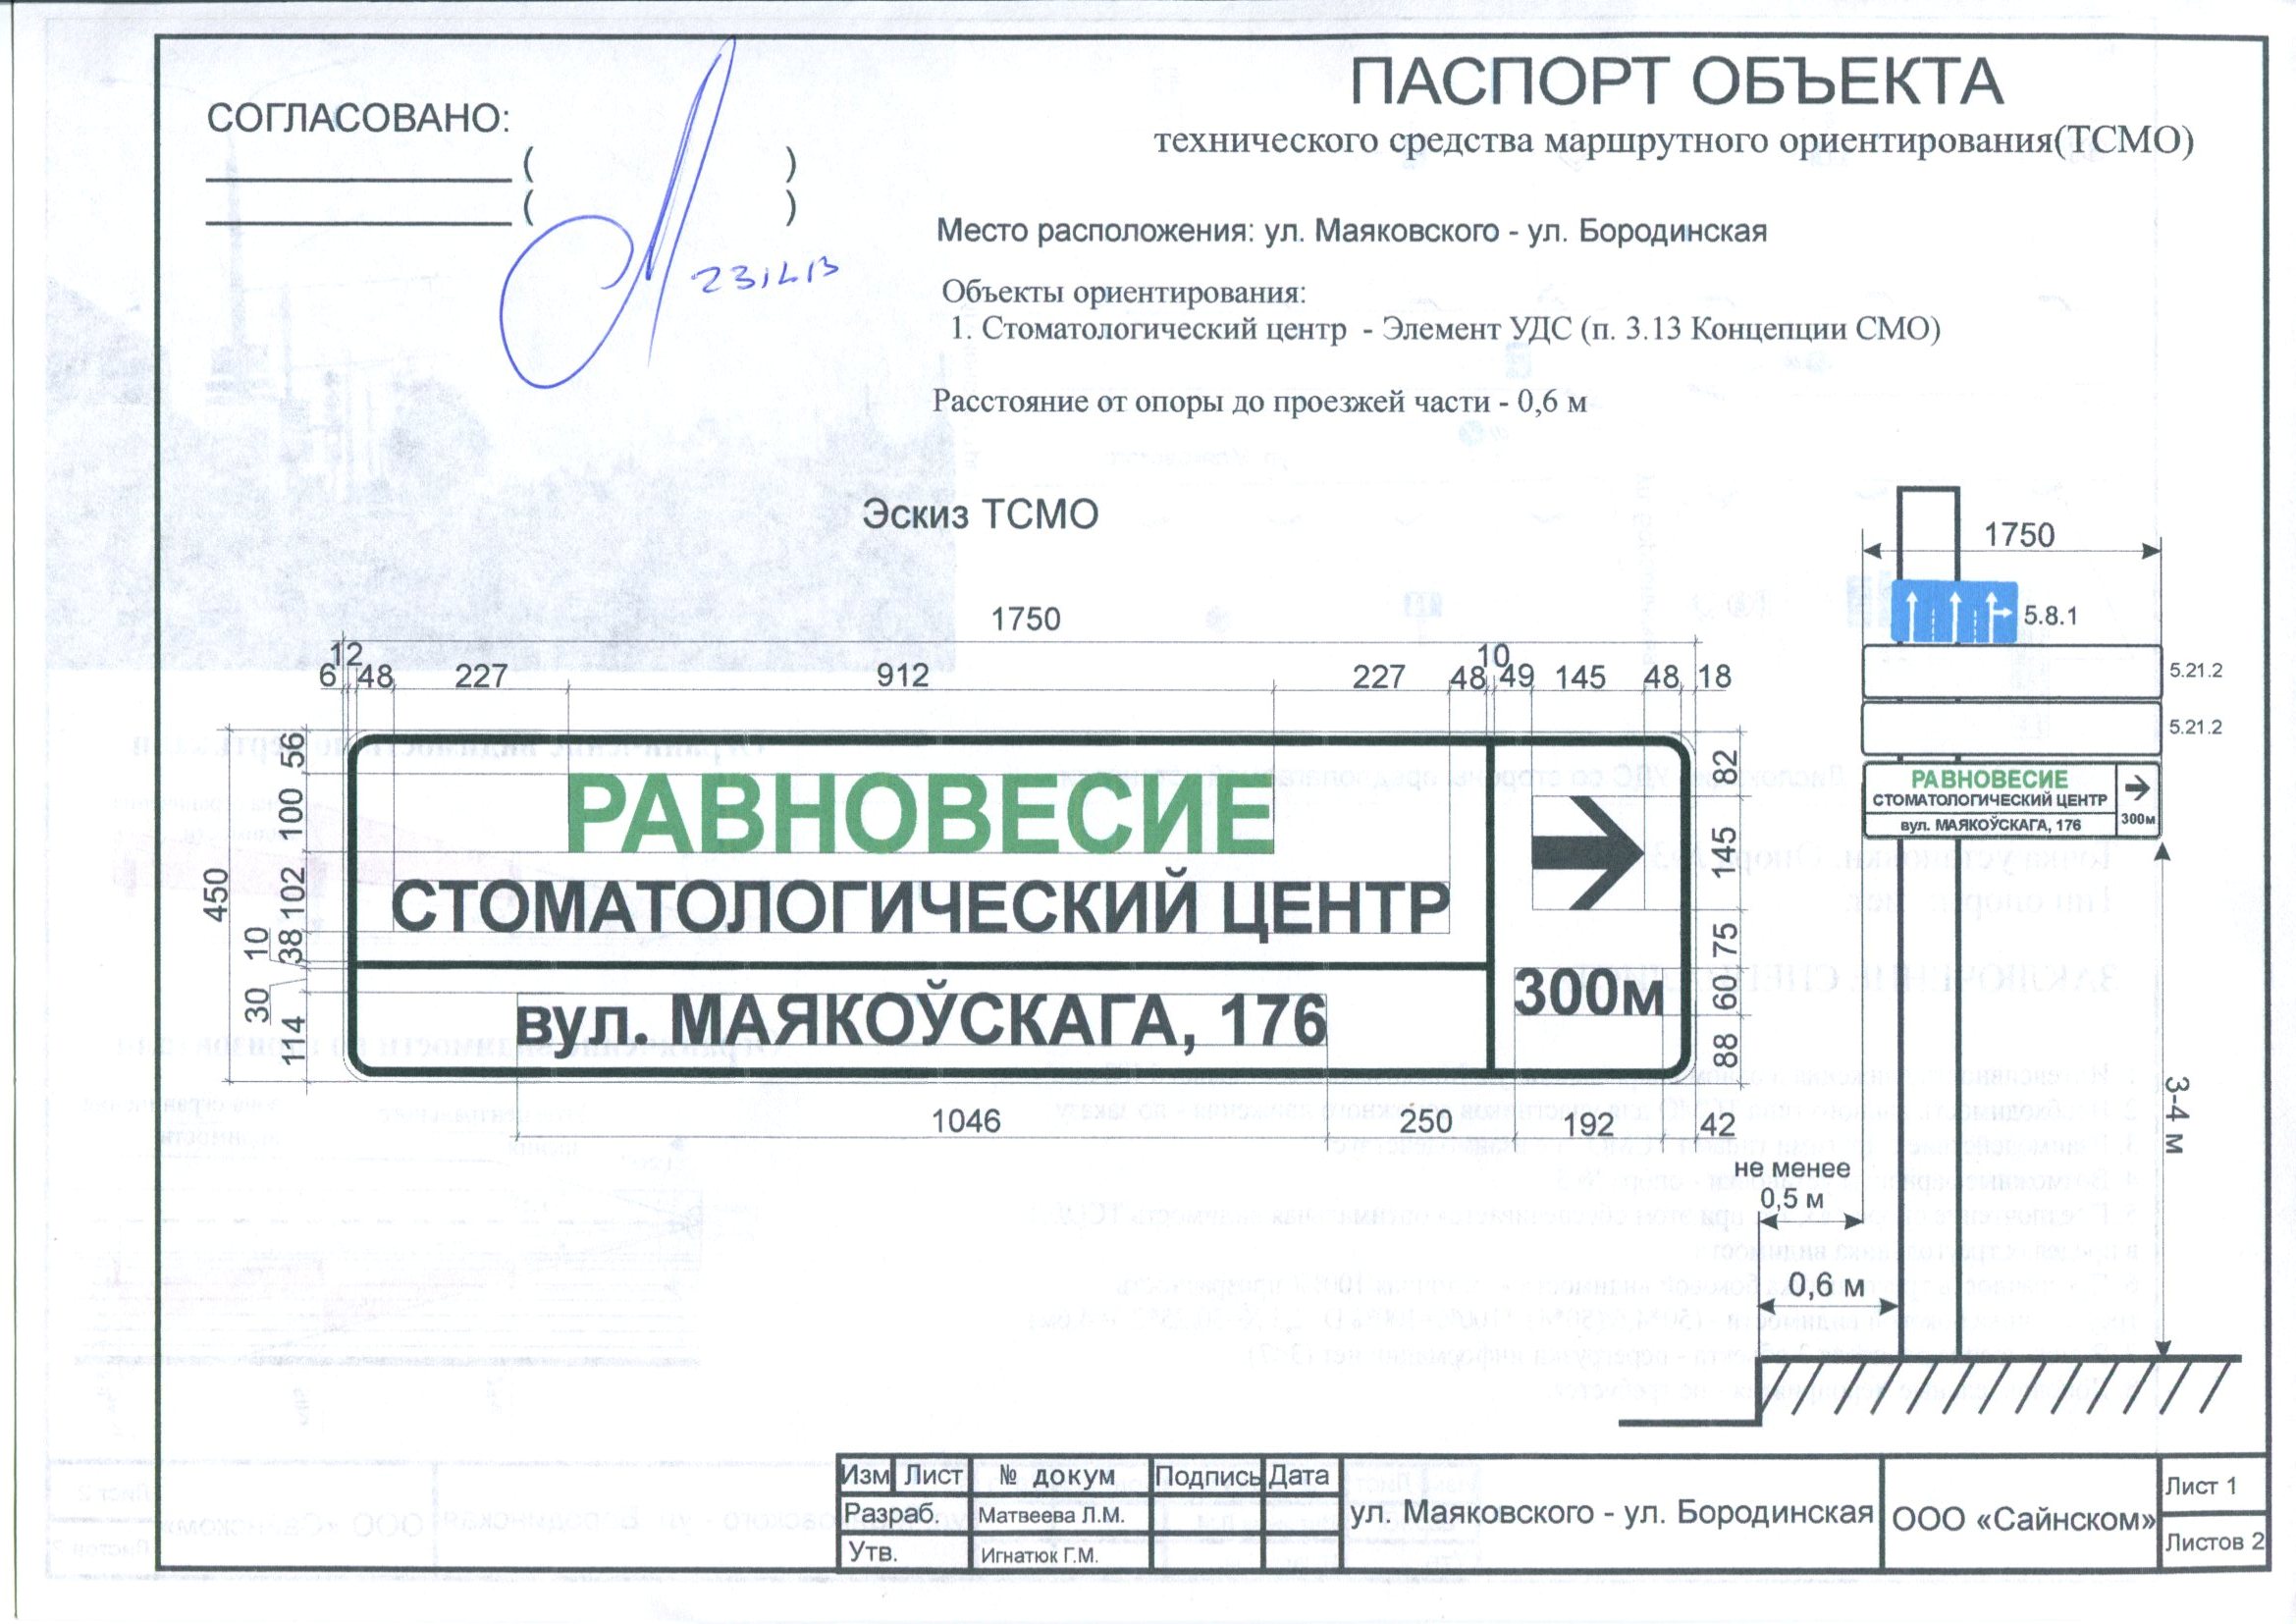 СОГЛАСОВАНО:
( )
( )
ПАСПОРТ ОБЪЕКТА
технического средства маршрутного ориентирования(ТСМО)
Место расположения: ул. Маяковского - ул. Бородинская
Объекты ориентирования:
1. Стоматологический центр - Элемент УДС (п. 3.13 Концепции СМО)
Расстояние от опоры до проезжей части - 0,6 м
Эскиз ТСМО
1750
12 10
6 48 227 912 227 48 49 145 48 18
450
56 100 102 38 10 30 114
РАВНОВЕСИЕ
СТОМАТОЛОГИЧЕСКИЙ ЦЕНТР
вул. МАЯКОЎСКАГА, 176
300м
82 145 75 60 88
1046 250 192 42
1750
5.8.1
5.21.2
5.21.2
РАВНОВЕСИЕ
СТОМАТОЛОГИЧЕСКИЙ ЦЕНТР
вул. МАЯКОЎСКАГА, 176
300м
3-4 м
не менее
0,5 м
0,6 м
Изм Лист № докум Подпись Дата
Разраб. Матвеева Л.М.
Утв. Игнатюк Г.М.
ул. Маяковского - ул. Бородинская
ООО «Сайнском»
Лист 1
Листов 2